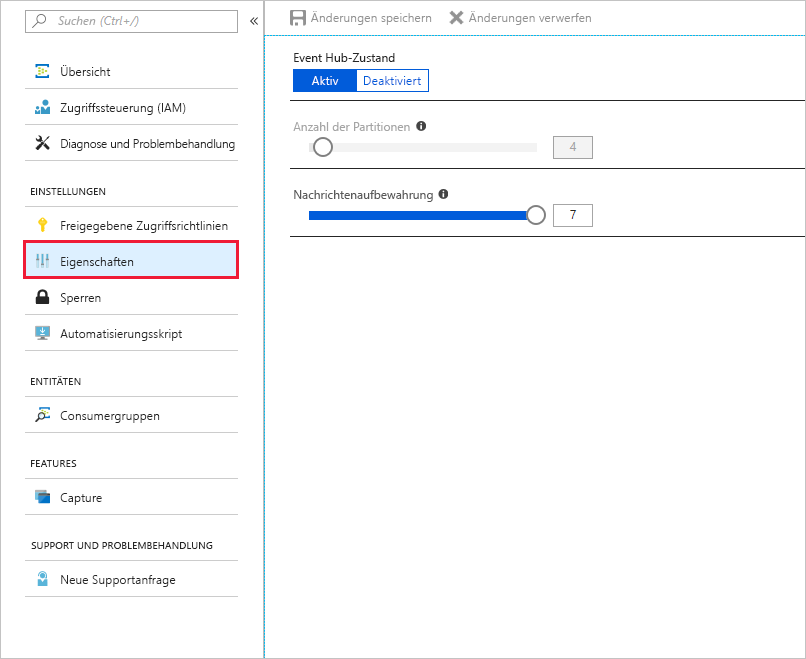 Suchen (Ctrl+/)
«
Übersicht
Zugriffssteuerung (IAM)
Diagnose und Problembehandlung
EINSTELLUNGEN
Freigegebene Zugriffsrichtlinien
Eigenschaften
Sperren
Automatisierungsskript
ENTITÄTEN
Consumergruppen
FEATURES
Capture
SUPPORT UND PROBLEMBEHANDLUNG
Neue Supportanfrage
Änderungen speichern Änderungen verwerfen
Event Hub-Zustand
Aktiv Deaktiviert
Anzahl der Partitionen
4
Nachrichtenaufbewahrung
7